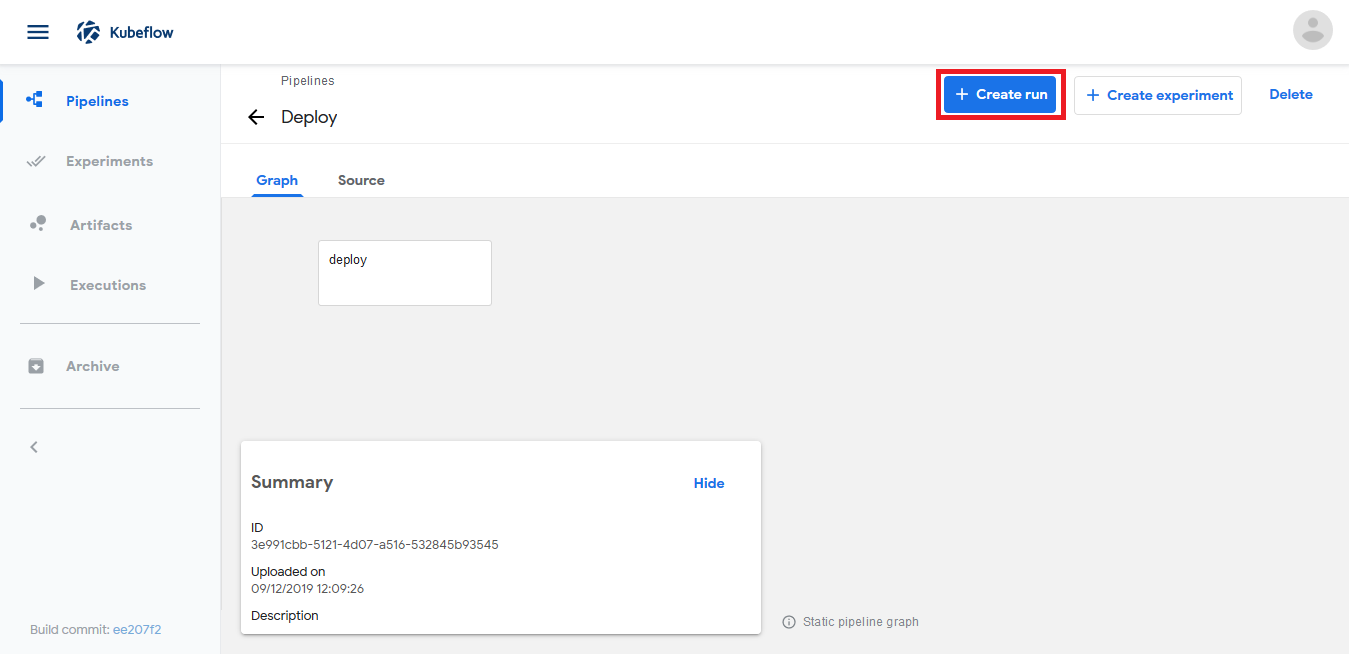 Kubeflow
Pipelines
Experiments
Artifacts
Executions
Archive
Build commit: ee207f2
Pipelines
Deploy
+ Create run
+ Create experiment
Delete
Graph
Source
deploy
Summary
Hide
ID
3e991cbb-5121-4d07-a516-532845b93545
Uploaded on
09/12/2019 12:09:26
Description
Static pipeline graph